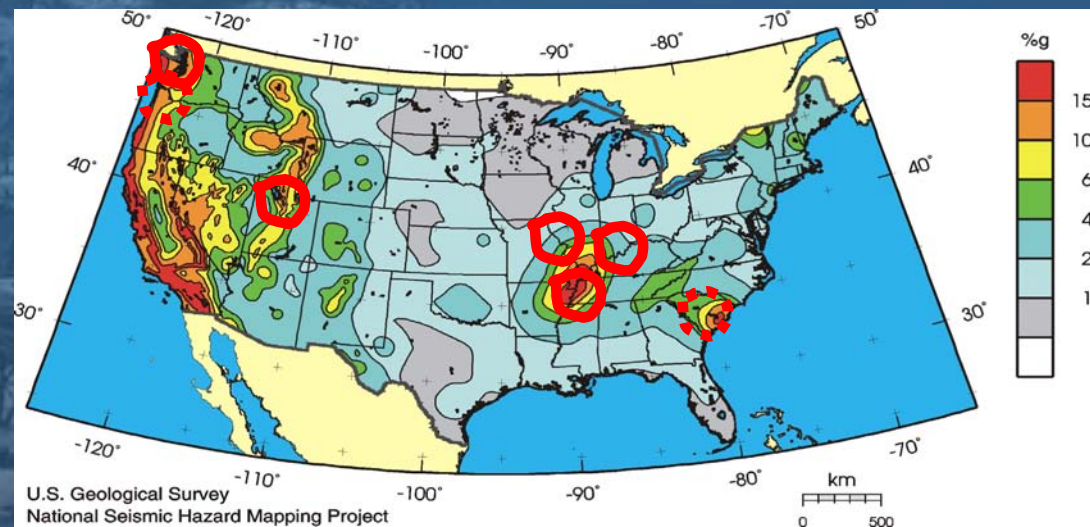 50° -120° -110° -100° -90° -80° -70° 50°
%g
15
10
6
4
2
1
40° 40°
30° 30°
-120° -110° -100° -90° -80° -70°
U.S. Geological Survey
National Seismic Hazard Mapping Project
km
0 500